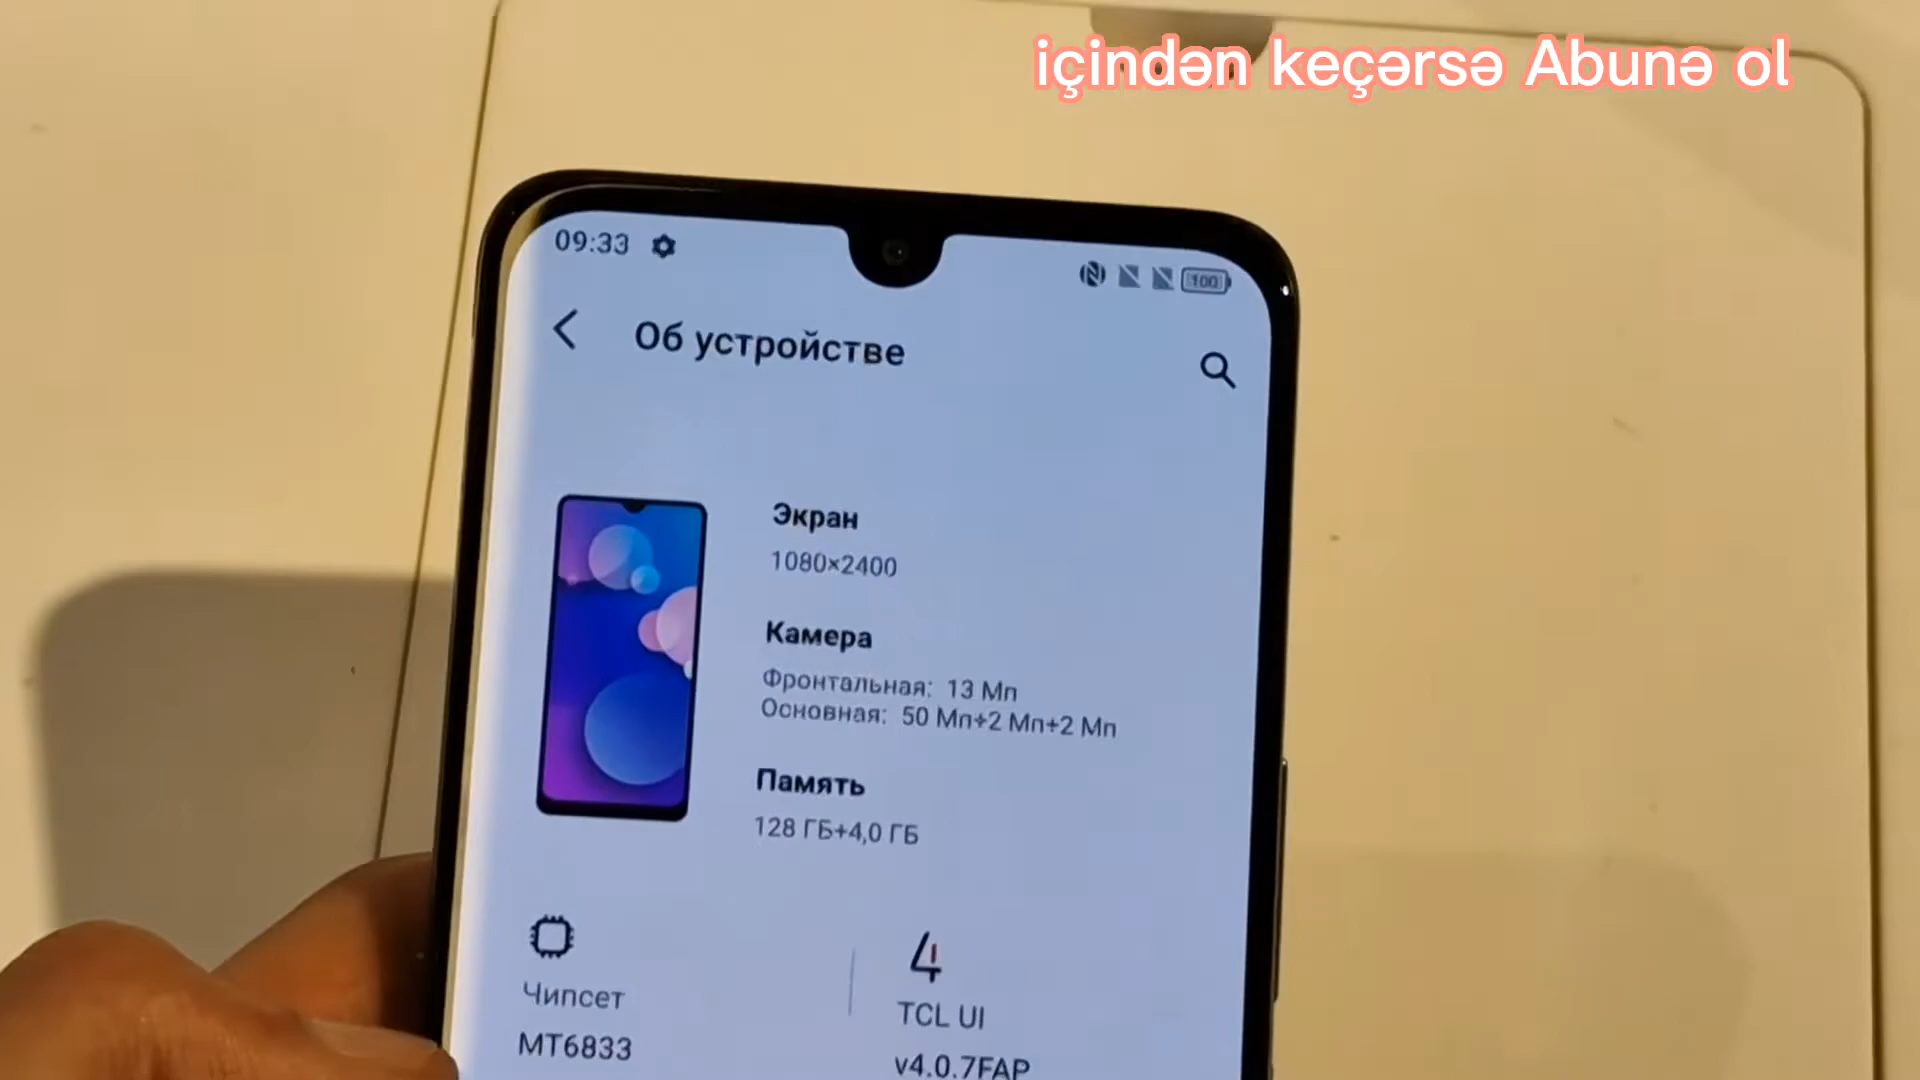 içindən keçərsə Abunə ol
09:33
100
Об устройстве
Экран
1080×2400
Камера
Фронтальная: 13 Мп
Основная: 50 Мп+2 Мп+2 Мп
Память
128 ГБ+4,0 ГБ
Чипсет
MT6833
4
TCL UI
v4.0.7FAP